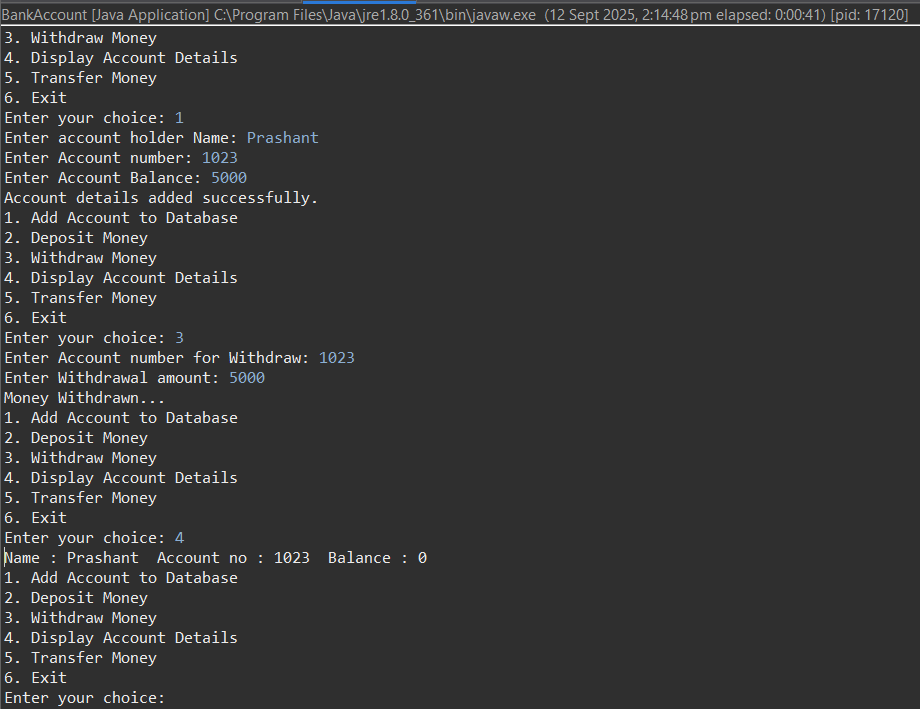 BankAccount [Java Application] C:\Program Files\Java\jre1.8.0_361\bin\javaw.exe (12 Sept 2025, 2:14:48 pm elapsed: 0:00:41) [pid: 17120]
3. Withdraw Money
4. Display Account Details
5. Transfer Money
6. Exit
Enter your choice: 1
Enter account holder Name: Prashant
Enter Account number: 1023
Enter Account Balance: 5000
Account details added successfully.
1. Add Account to Database
2. Deposit Money
3. Withdraw Money
4. Display Account Details
5. Transfer Money
6. Exit
Enter your choice: 3
Enter Account number for Withdraw: 1023
Enter Withdrawal amount: 5000
Money Withdrawn...
1. Add Account to Database
2. Deposit Money
3. Withdraw Money
4. Display Account Details
5. Transfer Money
6. Exit
Enter your choice: 4
Name : Prashant  Account no : 1023  Balance : 0
1. Add Account to Database
2. Deposit Money
3. Withdraw Money
4. Display Account Details
5. Transfer Money
6. Exit
Enter your choice: